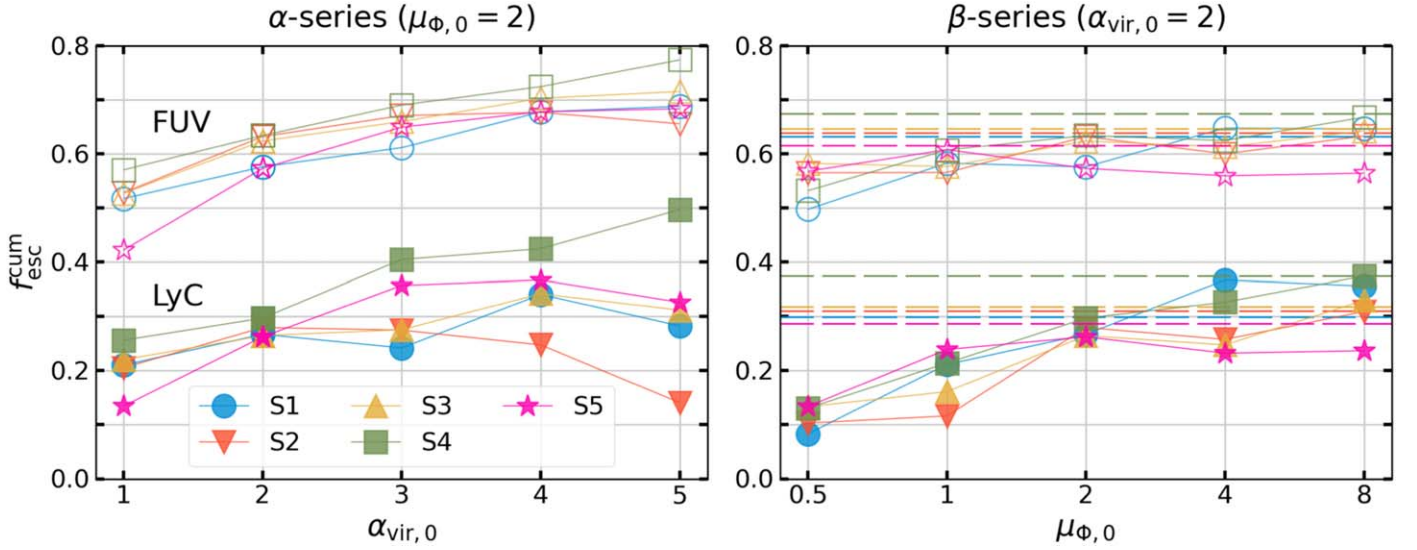 α-series (μΦ,0 = 2)
β-series (αvir,0 = 2)
0.8
0.6
0.4
0.2
0.0
f cum esc
FUV
LyC
S1 S3 S5
S2 S4
1 2 3 4 5
0.5 1 2 4 8
αvir,0
μΦ,0